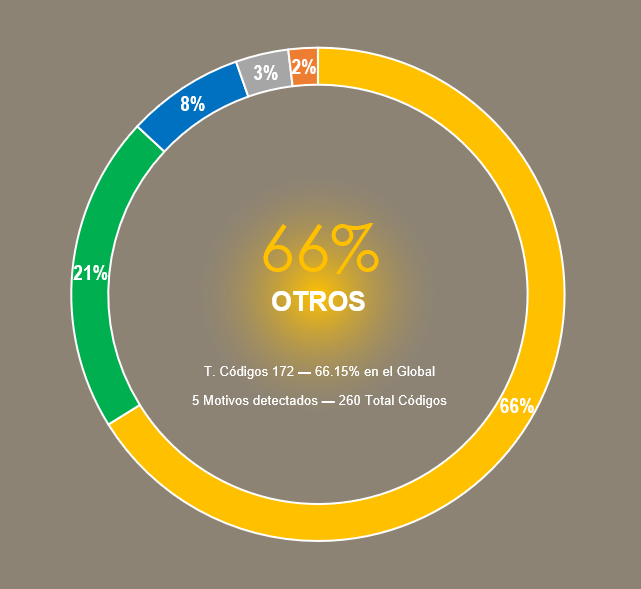 2%
3%
8%
21%
66%
OTROS
T. Códigos 172 — 66.15% en el Global
5 Motivos detectados — 260 Total Códigos
66%